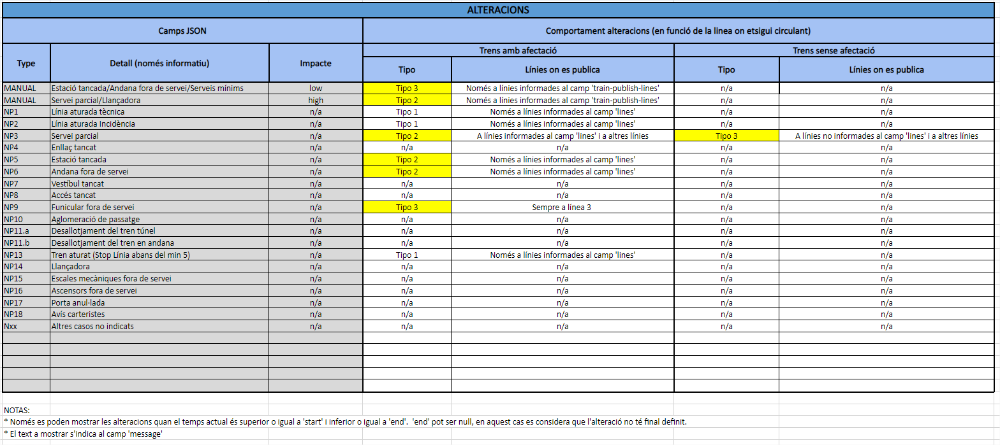 ALTERACIONS
Camps JSON Comportament alteracions (en funció de la linea on etsigui circulant)
Trens amb afectació Trens sense afectació
Type Detall (només informatiu) Impacte Tipo Línies on es publica Tipo Línies on es publica
MANUAL Estació tancada/Andana fora de servei/Serveis mínims low Tipo 3 Només a línies informades al camp 'train-publish-lines' n/a n/a
MANUAL Servei parcial/Llançadora high Tipo 2 Només a línies informades al camp 'train-publish-lines' n/a n/a
NP1 Línia aturada tècnica n/a Tipo 1 Només a línies informades al camp 'lines' n/a n/a
NP2 Línia aturada Incidència n/a Tipo 1 Només a línies informades al camp 'lines' n/a n/a
NP3 Servei parcial n/a Tipo 2 A línies informades al camp 'lines' i a altres línies Tipo 3 A línies no informades al camp 'lines' i a altres línies
NP4 Enllaç tancat n/a n/a n/a n/a n/a
NP5 Estació tancada n/a Tipo 2 Només a línies informades al camp 'lines' n/a n/a
NP6 Andana fora de servei n/a Tipo 2 Només a línies informades al camp 'lines' n/a n/a
NP7 Vestíbul tancat n/a n/a n/a n/a n/a
NP8 Accés tancat n/a n/a n/a n/a n/a
NP9 Funicular fora de servei n/a Tipo 3 Sempre a línea 3 n/a n/a
NP10 Aglomeració de passatge n/a n/a n/a n/a n/a
NP11.a Desallotjament del tren túnel n/a n/a n/a n/a n/a
NP11.b Desallotjament del tren en andana n/a n/a n/a n/a n/a
NP13 Tren aturat (Stop Línia abans del min 5) n/a Tipo 1 Només a línies informades al camp 'lines' n/a n/a
NP14 Llançadora n/a n/a n/a n/a n/a
NP15 Escales mecàniques fora de servei n/a n/a n/a n/a n/a
NP16 Ascensors fora de servei n/a n/a n/a n/a n/a
NP17 Porta anul·lada n/a n/a n/a n/a n/a
NP18 Avís carteristes n/a n/a n/a n/a n/a
Nxx Altres casos no indicats n/a n/a n/a n/a n/a
NOTAS:
* Només es poden mostrar les alteracions quan el temps actual és superior o igual a 'start' i inferior o igual a 'end'. 'end' pot ser null, en aquest cas es considera que l'alteració no té final definit.
* El text a mostrar s'indica al camp 'message'